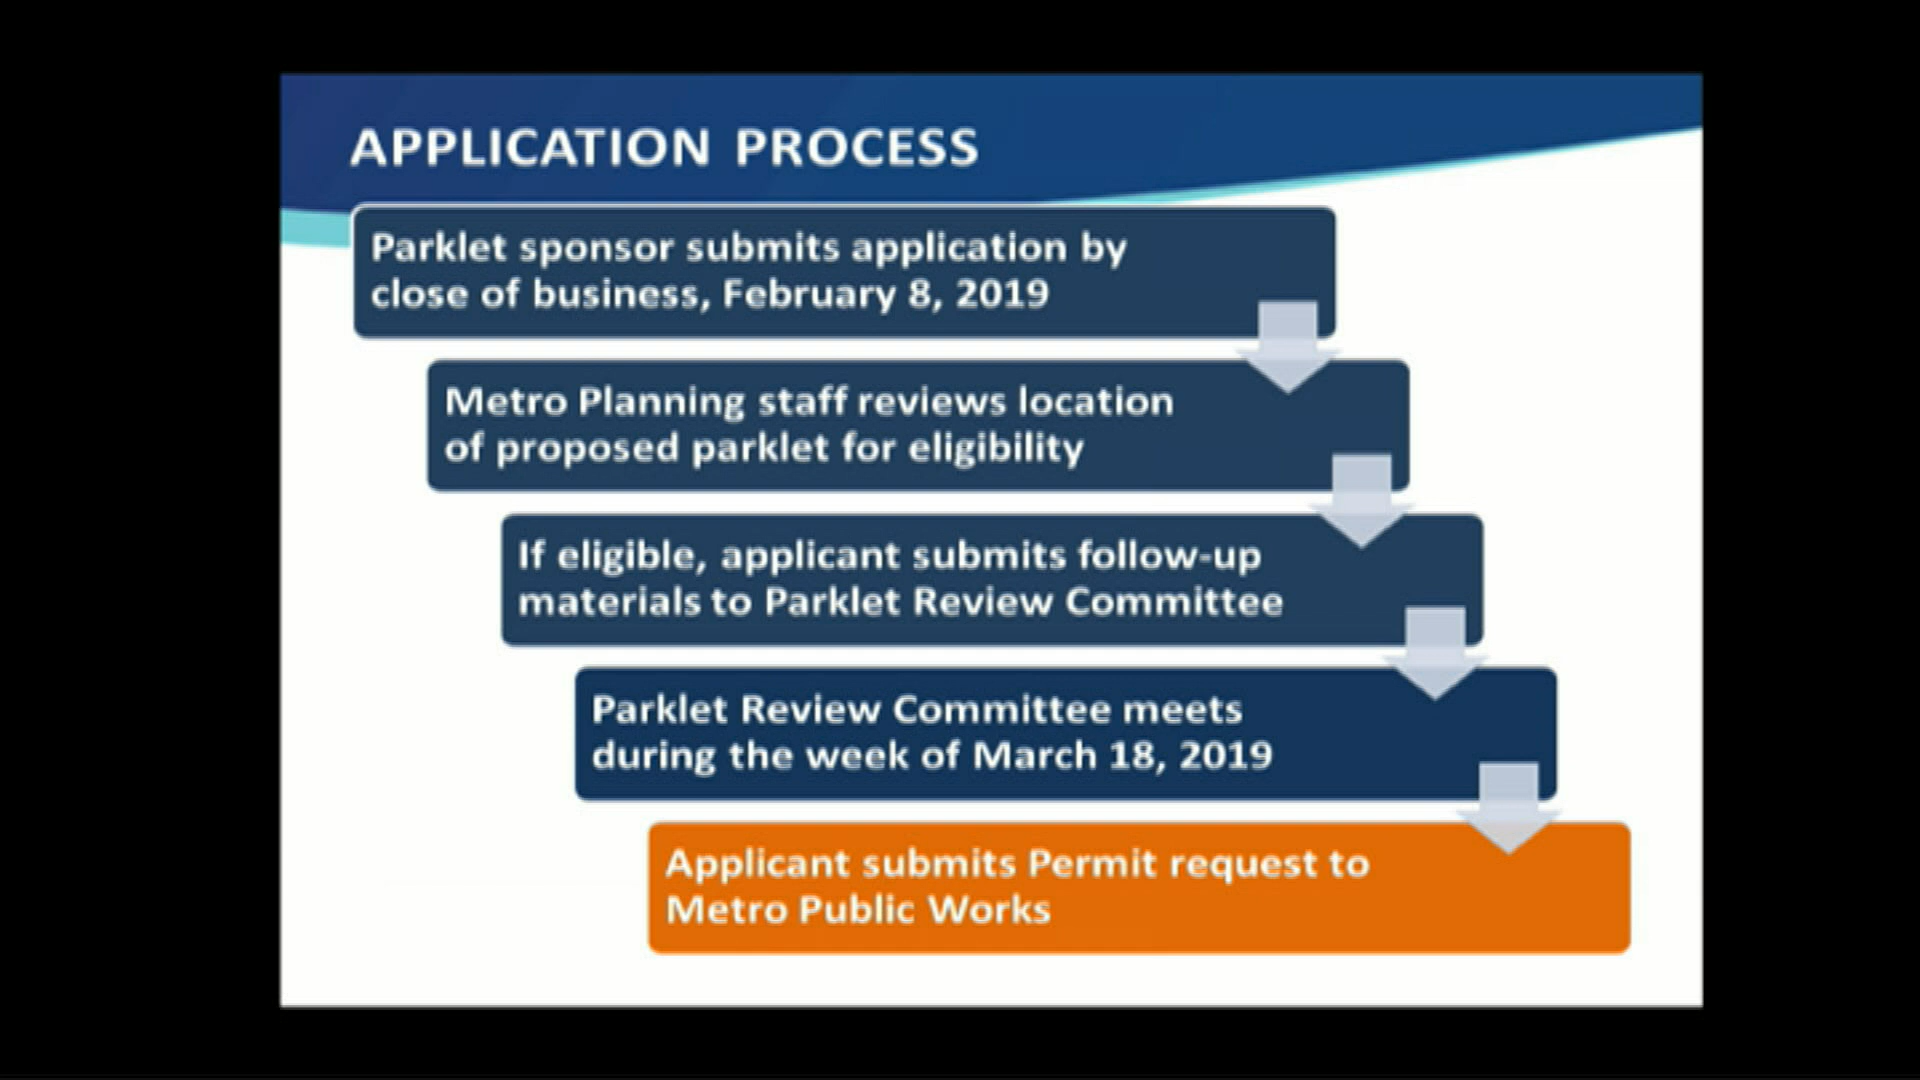 APPLICATION PROCESS
Parklet sponsor submits application by
close of business, February 8, 2019
Metro Planning staff reviews location
of proposed parklet for eligibility
If eligible, applicant submits follow-up
materials to Parklet Review Committee
Parklet Review Committee meets
during the week of March 18, 2019
Applicant submits Permit request to
Metro Public Works